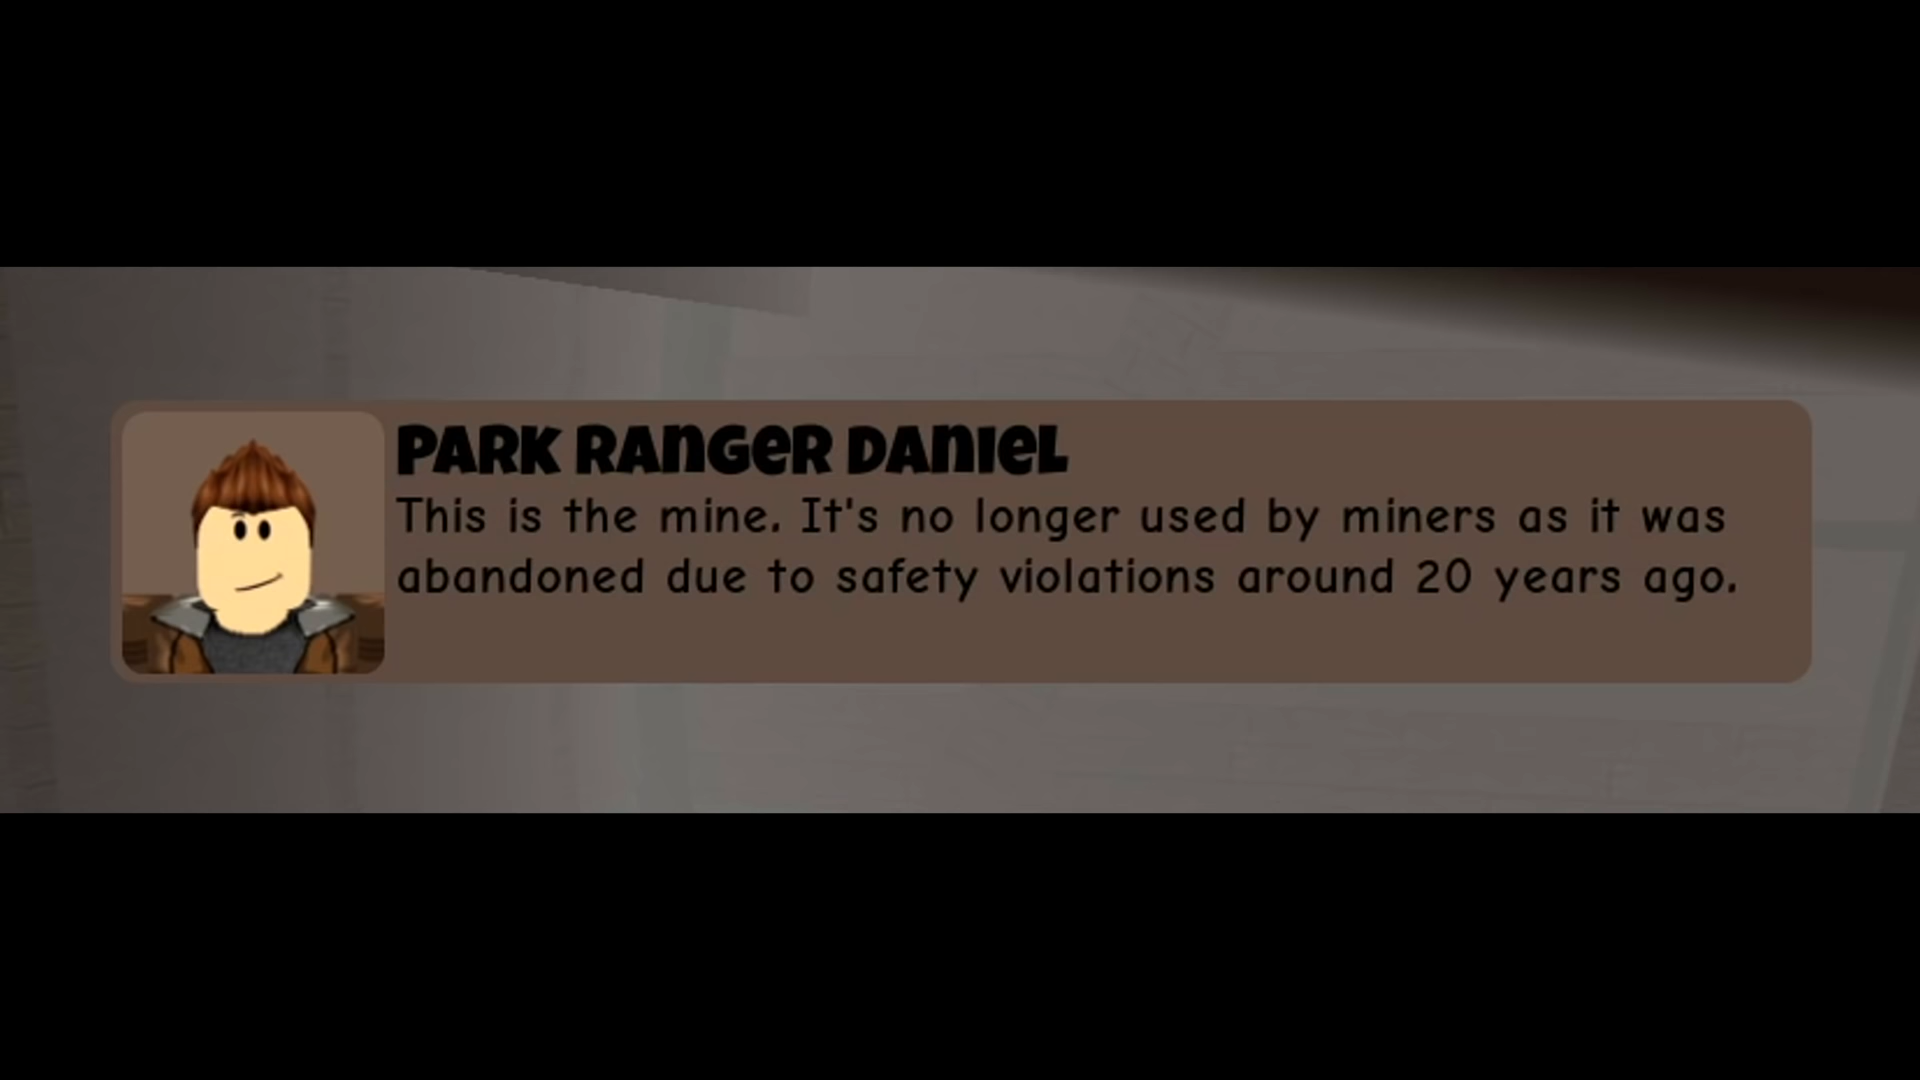 PARK RANGER DANIEL
This is the mine. It's no longer used by miners as it was
abandoned due to safety violations around 20 years ago.